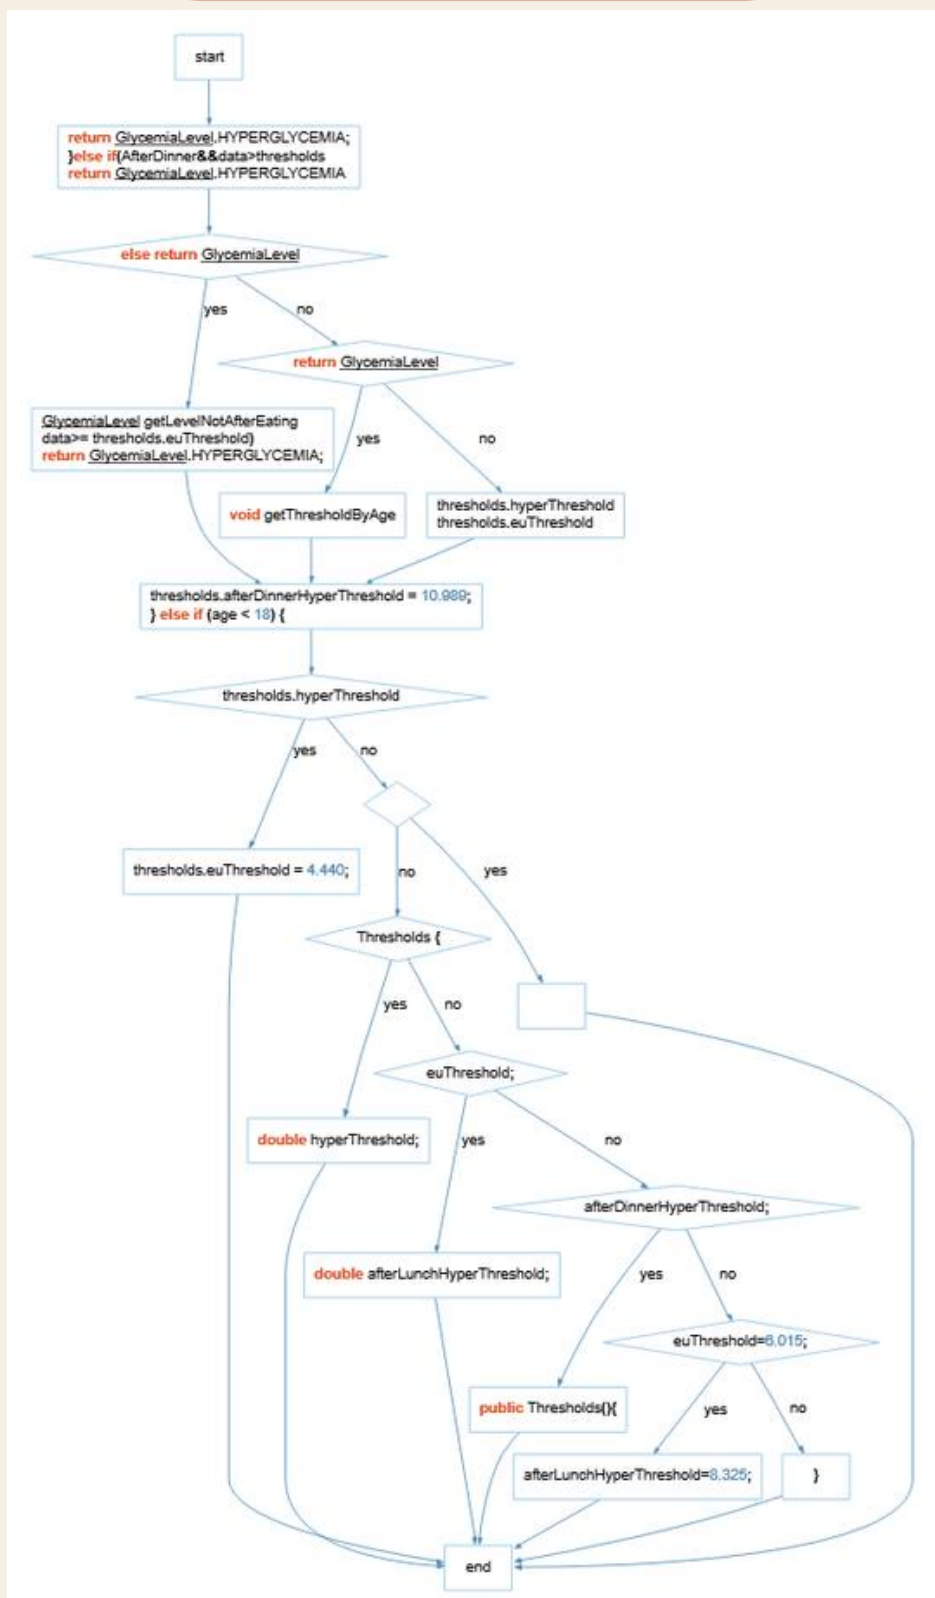 start
return GlycemiaLevel.HYPERGLYCEMIA;
}else if(AfterDinner&&data>thresholds
return GlycemiaLevel.HYPERGLYCEMIA
else return GlycemiaLevel
yes
no
return GlycemiaLevel
GlycemiaLevel getLevelNotAfterEating
data>= thresholds.euThreshold)
return GlycemiaLevel.HYPERGLYCEMIA;
yes
no
void getThresholdByAge
thresholds.hyperThreshold
thresholds.euThreshold
thresholds.afterDinnerHyperThreshold = 10.989;
} else if (age < 18) {
thresholds.hyperThreshold
yes
no
thresholds.euThreshold = 4.440;
no
yes
Thresholds {
yes
no
euThreshold;
double hyperThreshold;
yes
no
afterDinnerHyperThreshold;
double afterLunchHyperThreshold;
yes
no
euThreshold=6.015;
public Thresholds(){
yes
no
afterLunchHyperThreshold=8.325;
}
end